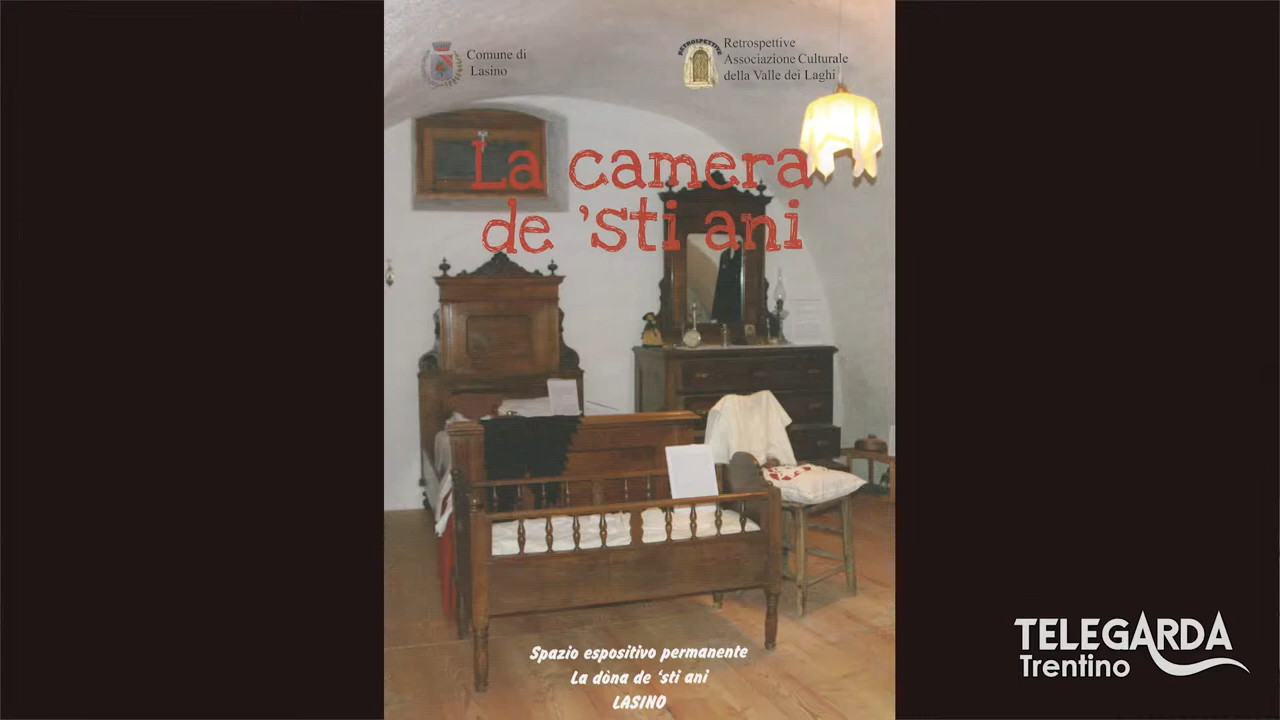 Comune di
Lasino
RETROSPETTIVE
Retrospettive
Associazione Culturale
della Valle dei Laghi
La camera
de 'sti ani
Spazio espositivo permanente
La dòna de 'sti ani
LASINO
TELEGARDA
Trentino